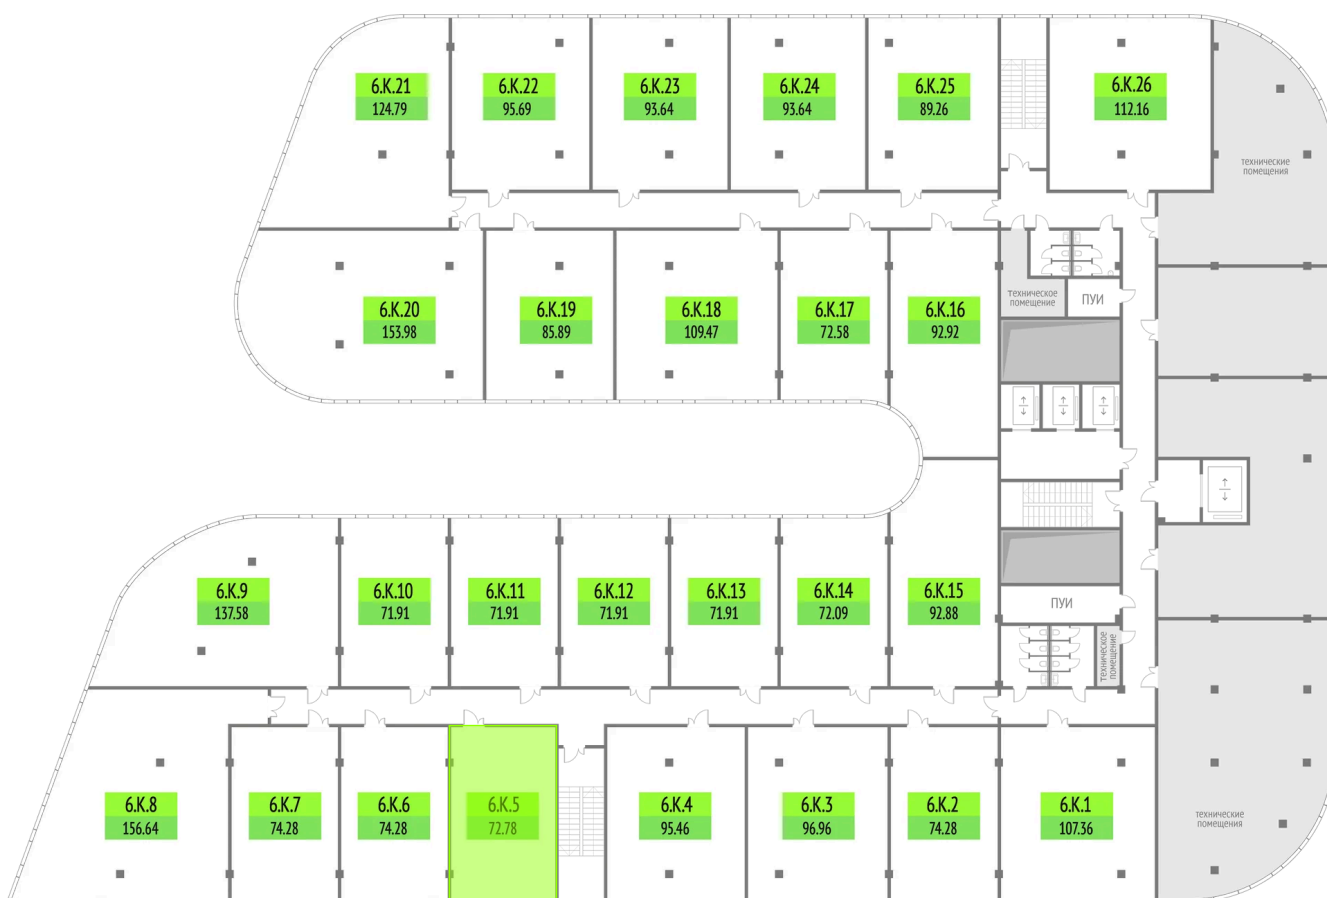 6.К.21
124.79
6.К.22
95.69
6.К.23
93.64
6.К.24
93.64
6.К.25
89.26
6.К.26
112.16
технические
помещения
6.К.20
153.98
6.К.19
85.89
6.К.18
109.47
6.К.17
72.58
6.К.16
92.92
техническое
помещение
ПУИ
6.К.9
137.58
6.К.10
71.91
6.К.11
71.91
6.К.12
71.91
6.К.13
71.91
6.К.14
72.09
6.К.15
92.88
ПУИ
техническое
помещение
6.К.8
156.64
6.К.7
74.28
6.К.6
74.28
6.К.5
72.78
6.К.4
95.46
6.К.3
96.96
6.К.2
74.28
6.К.1
107.36
технические
помещения